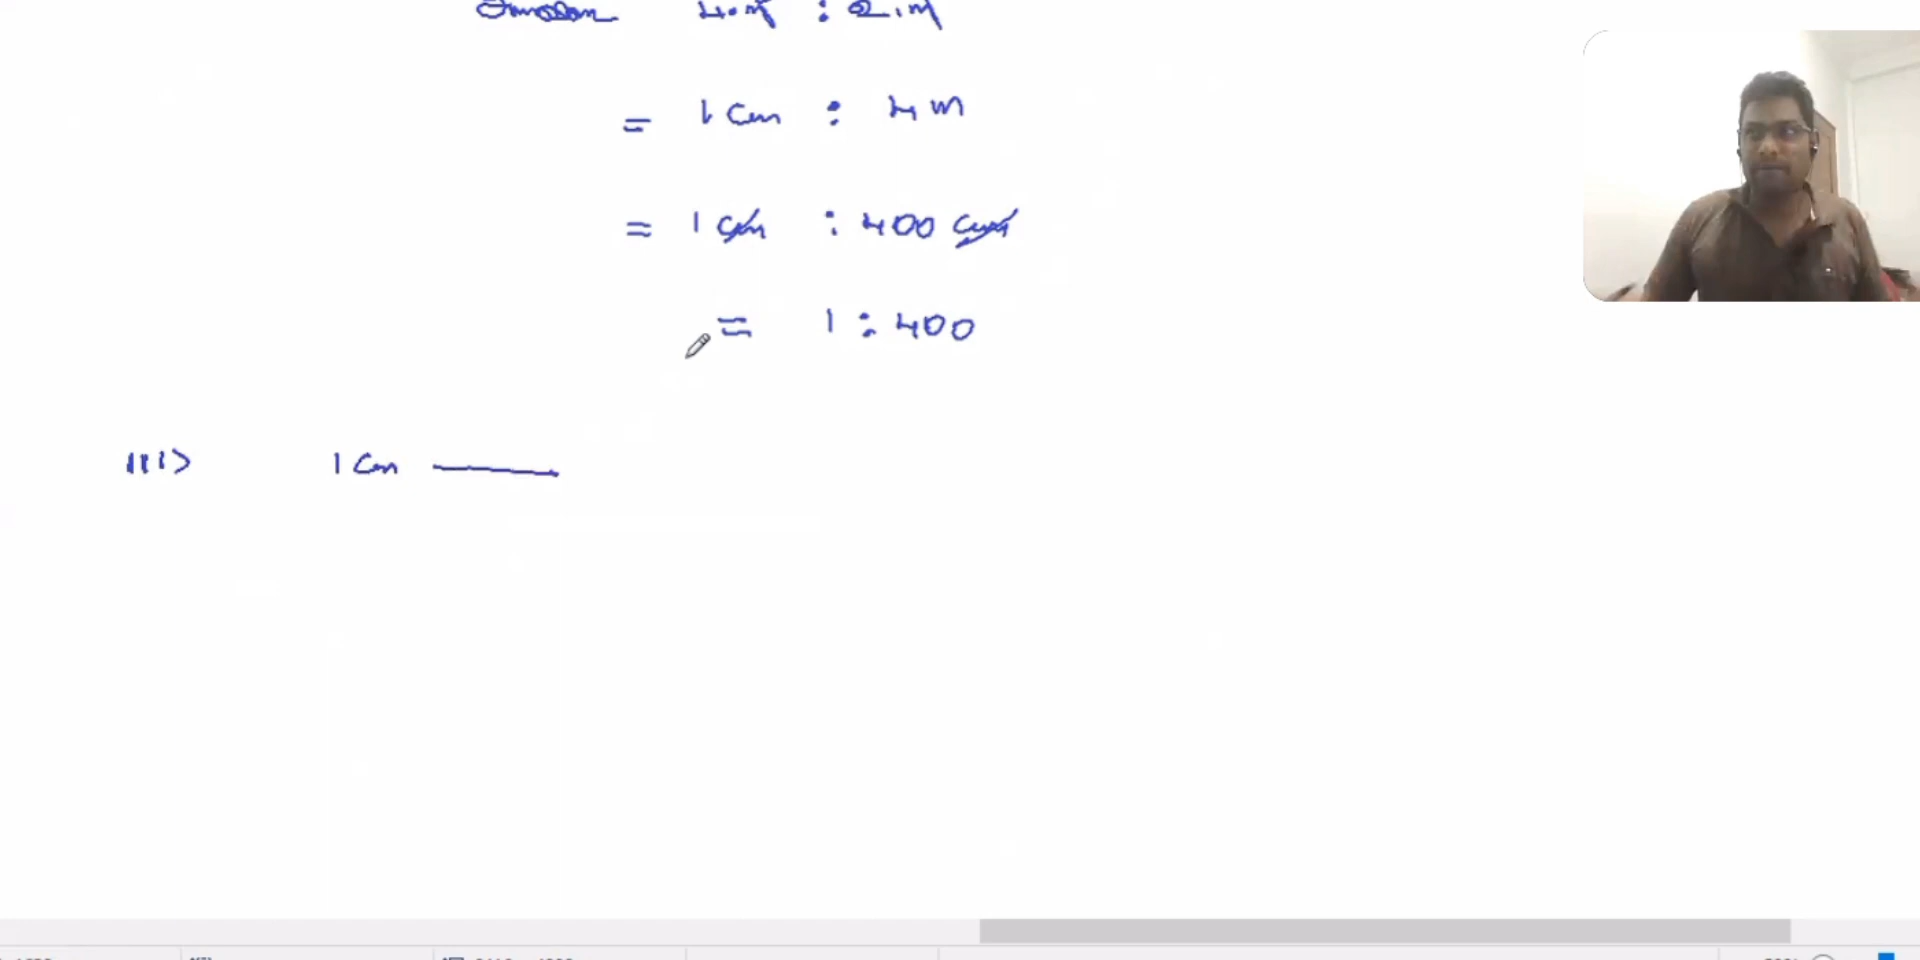 = 1 cm : 4 m
= 1 cm : 400 cm
= 1 : 400
iii> 1 cm